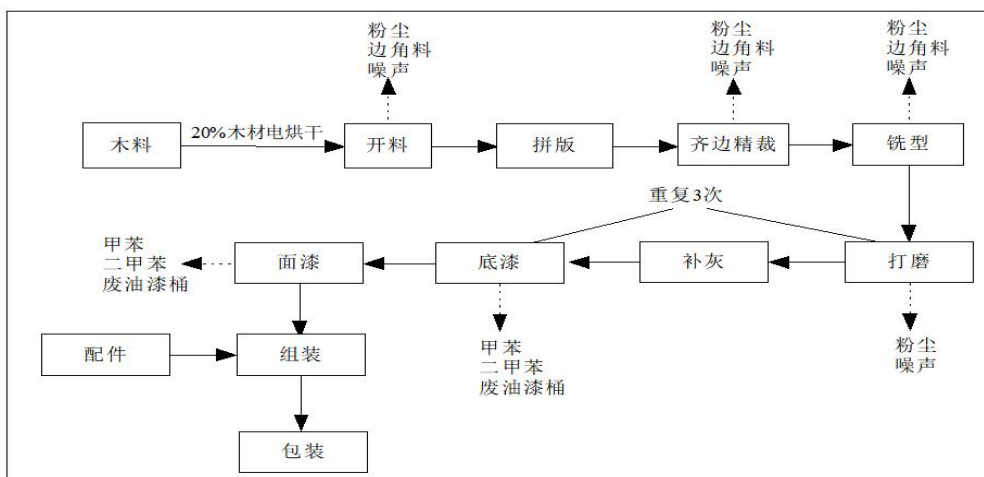 粉尘
边角料
噪声
粉尘
边角料
噪声
粉尘
边角料
噪声
木料
20%木材电烘干
开料
拼版
齐边精裁
铣型
重复3次
甲苯
二甲苯
废油漆桶
面漆
底漆
补灰
打磨
配件
组装
甲苯
二甲苯
废油漆桶
粉尘
噪声
包装